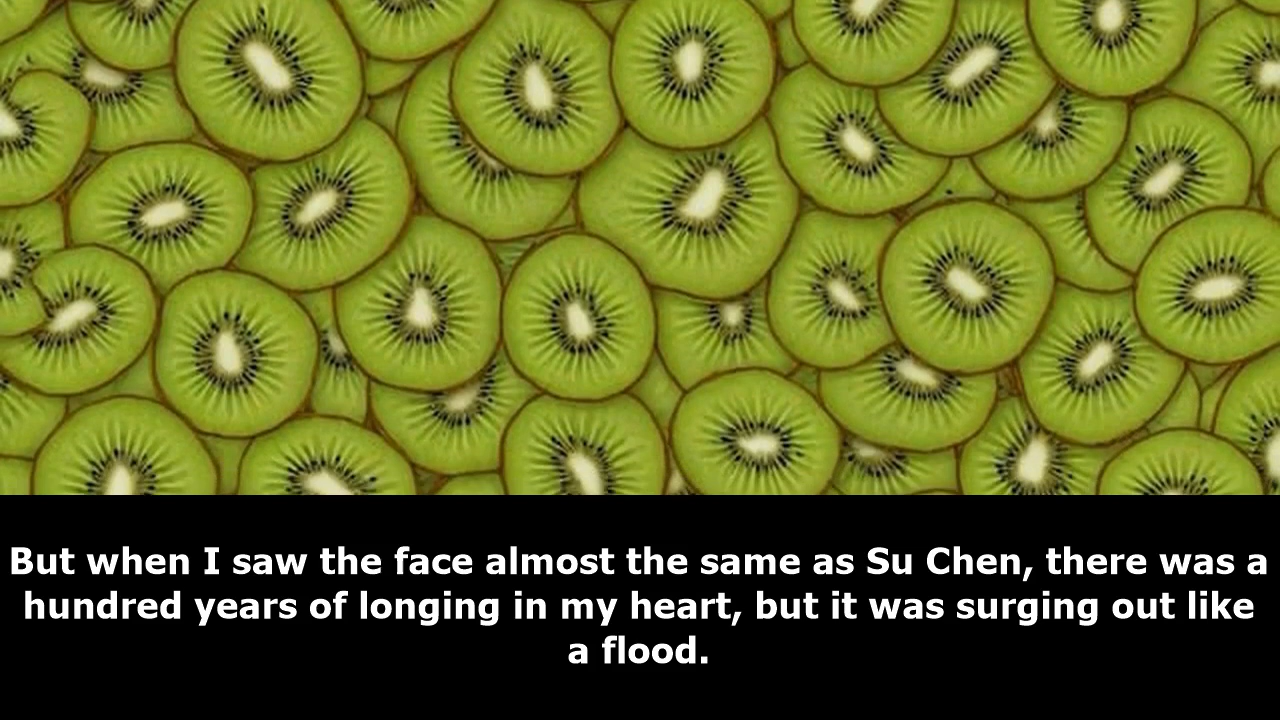 But when I saw the face almost the same as Su Chen, there was a
hundred years of longing in my heart, but it was surging out like
a flood.